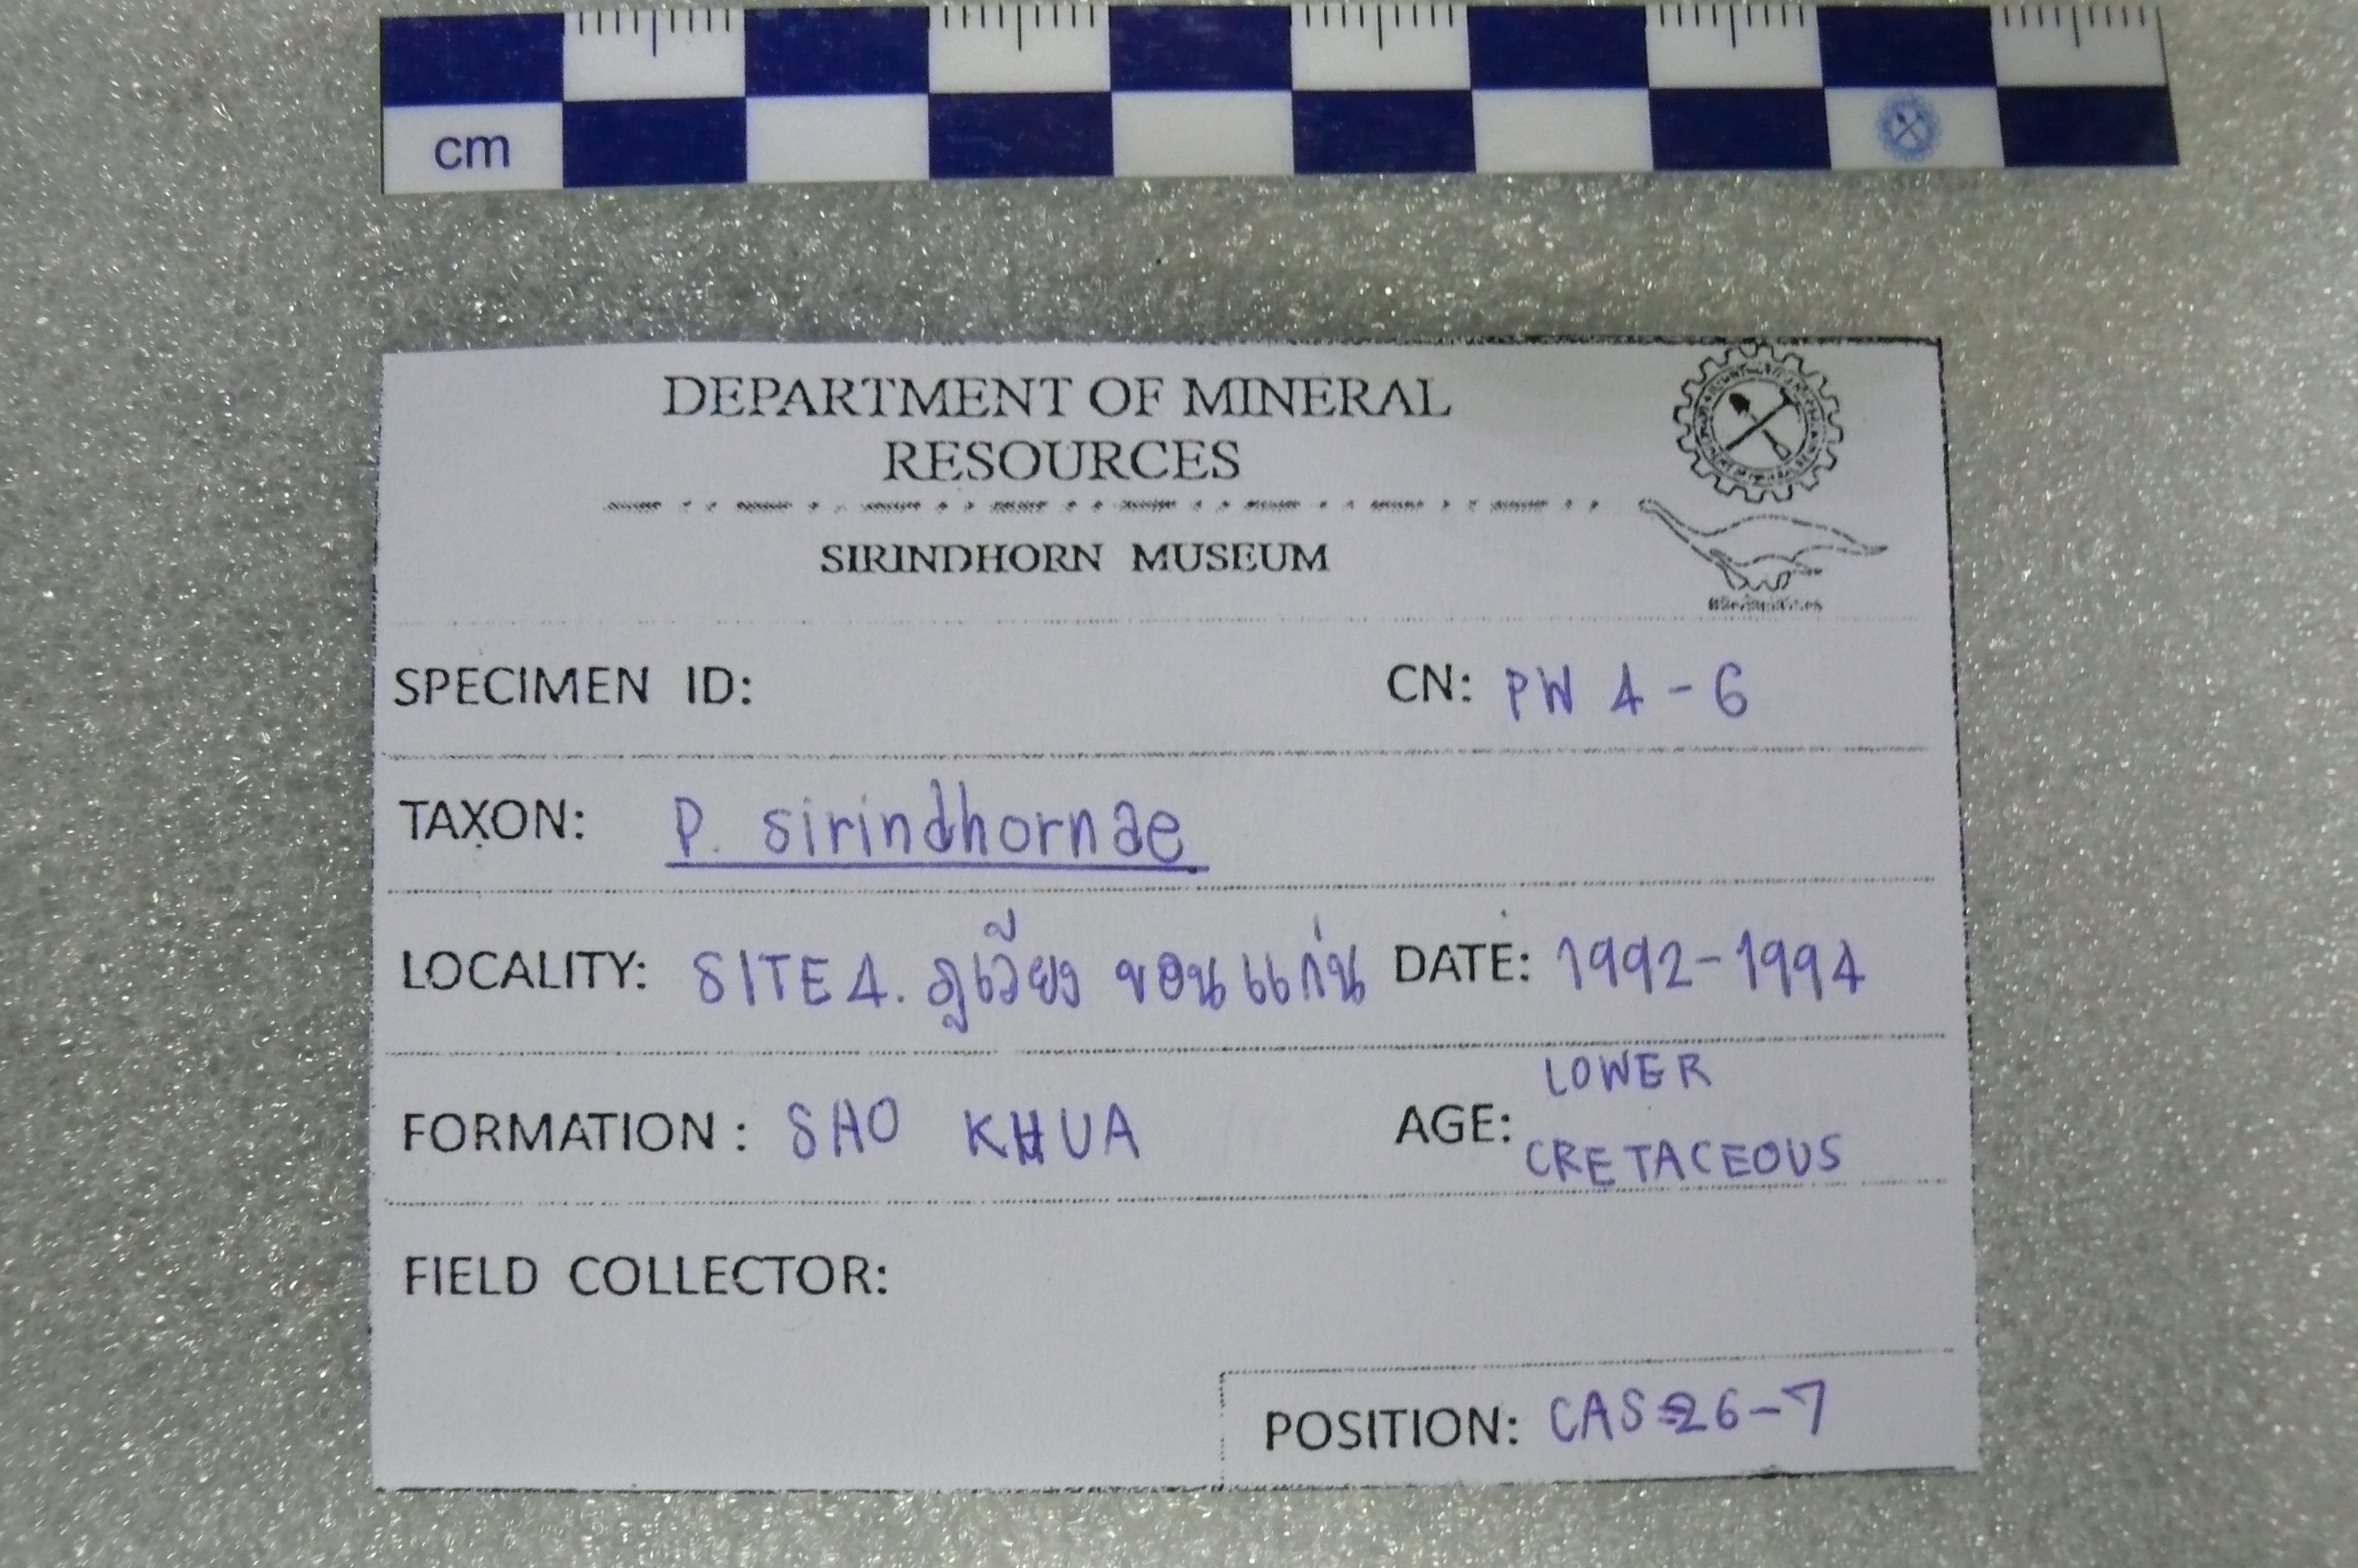 cm
DEPARTMENT OF MINERAL
RESOURCES
SIRINDHORN MUSEUM
SPECIMEN ID: CN: PW 4-6
TAXON: P. sirindhornae
LOCALITY: SITE 4. ภูเวียง ขอนแก่น DATE: 1992-1994
FORMATION: SAO KHUA AGE: LOWER
CRETACEOUS
FIELD COLLECTOR:
POSITION: CAS26-7